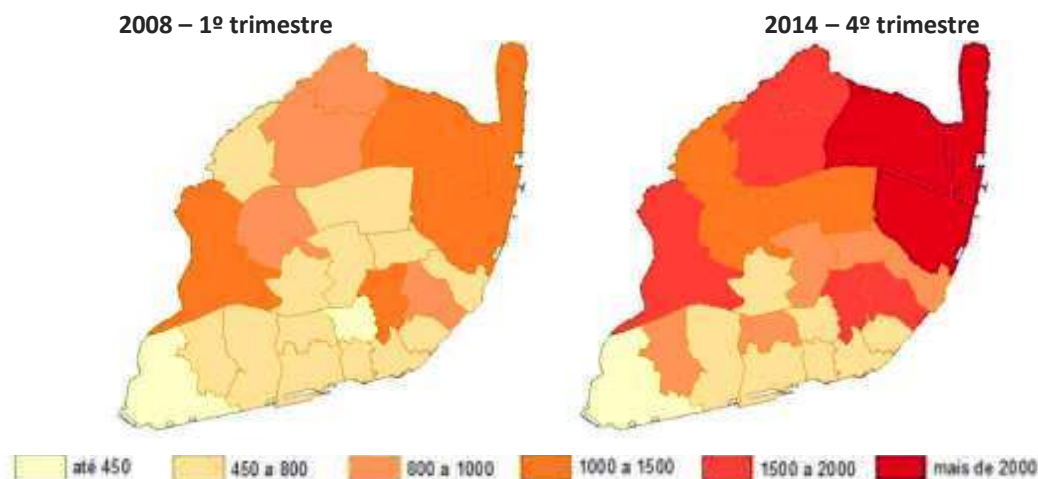 2008 – 1º trimestre
2014 – 4º trimestre
até 450
450 a 800
800 a 1000
1000 a 1500
1500 a 2000
mais de 2000